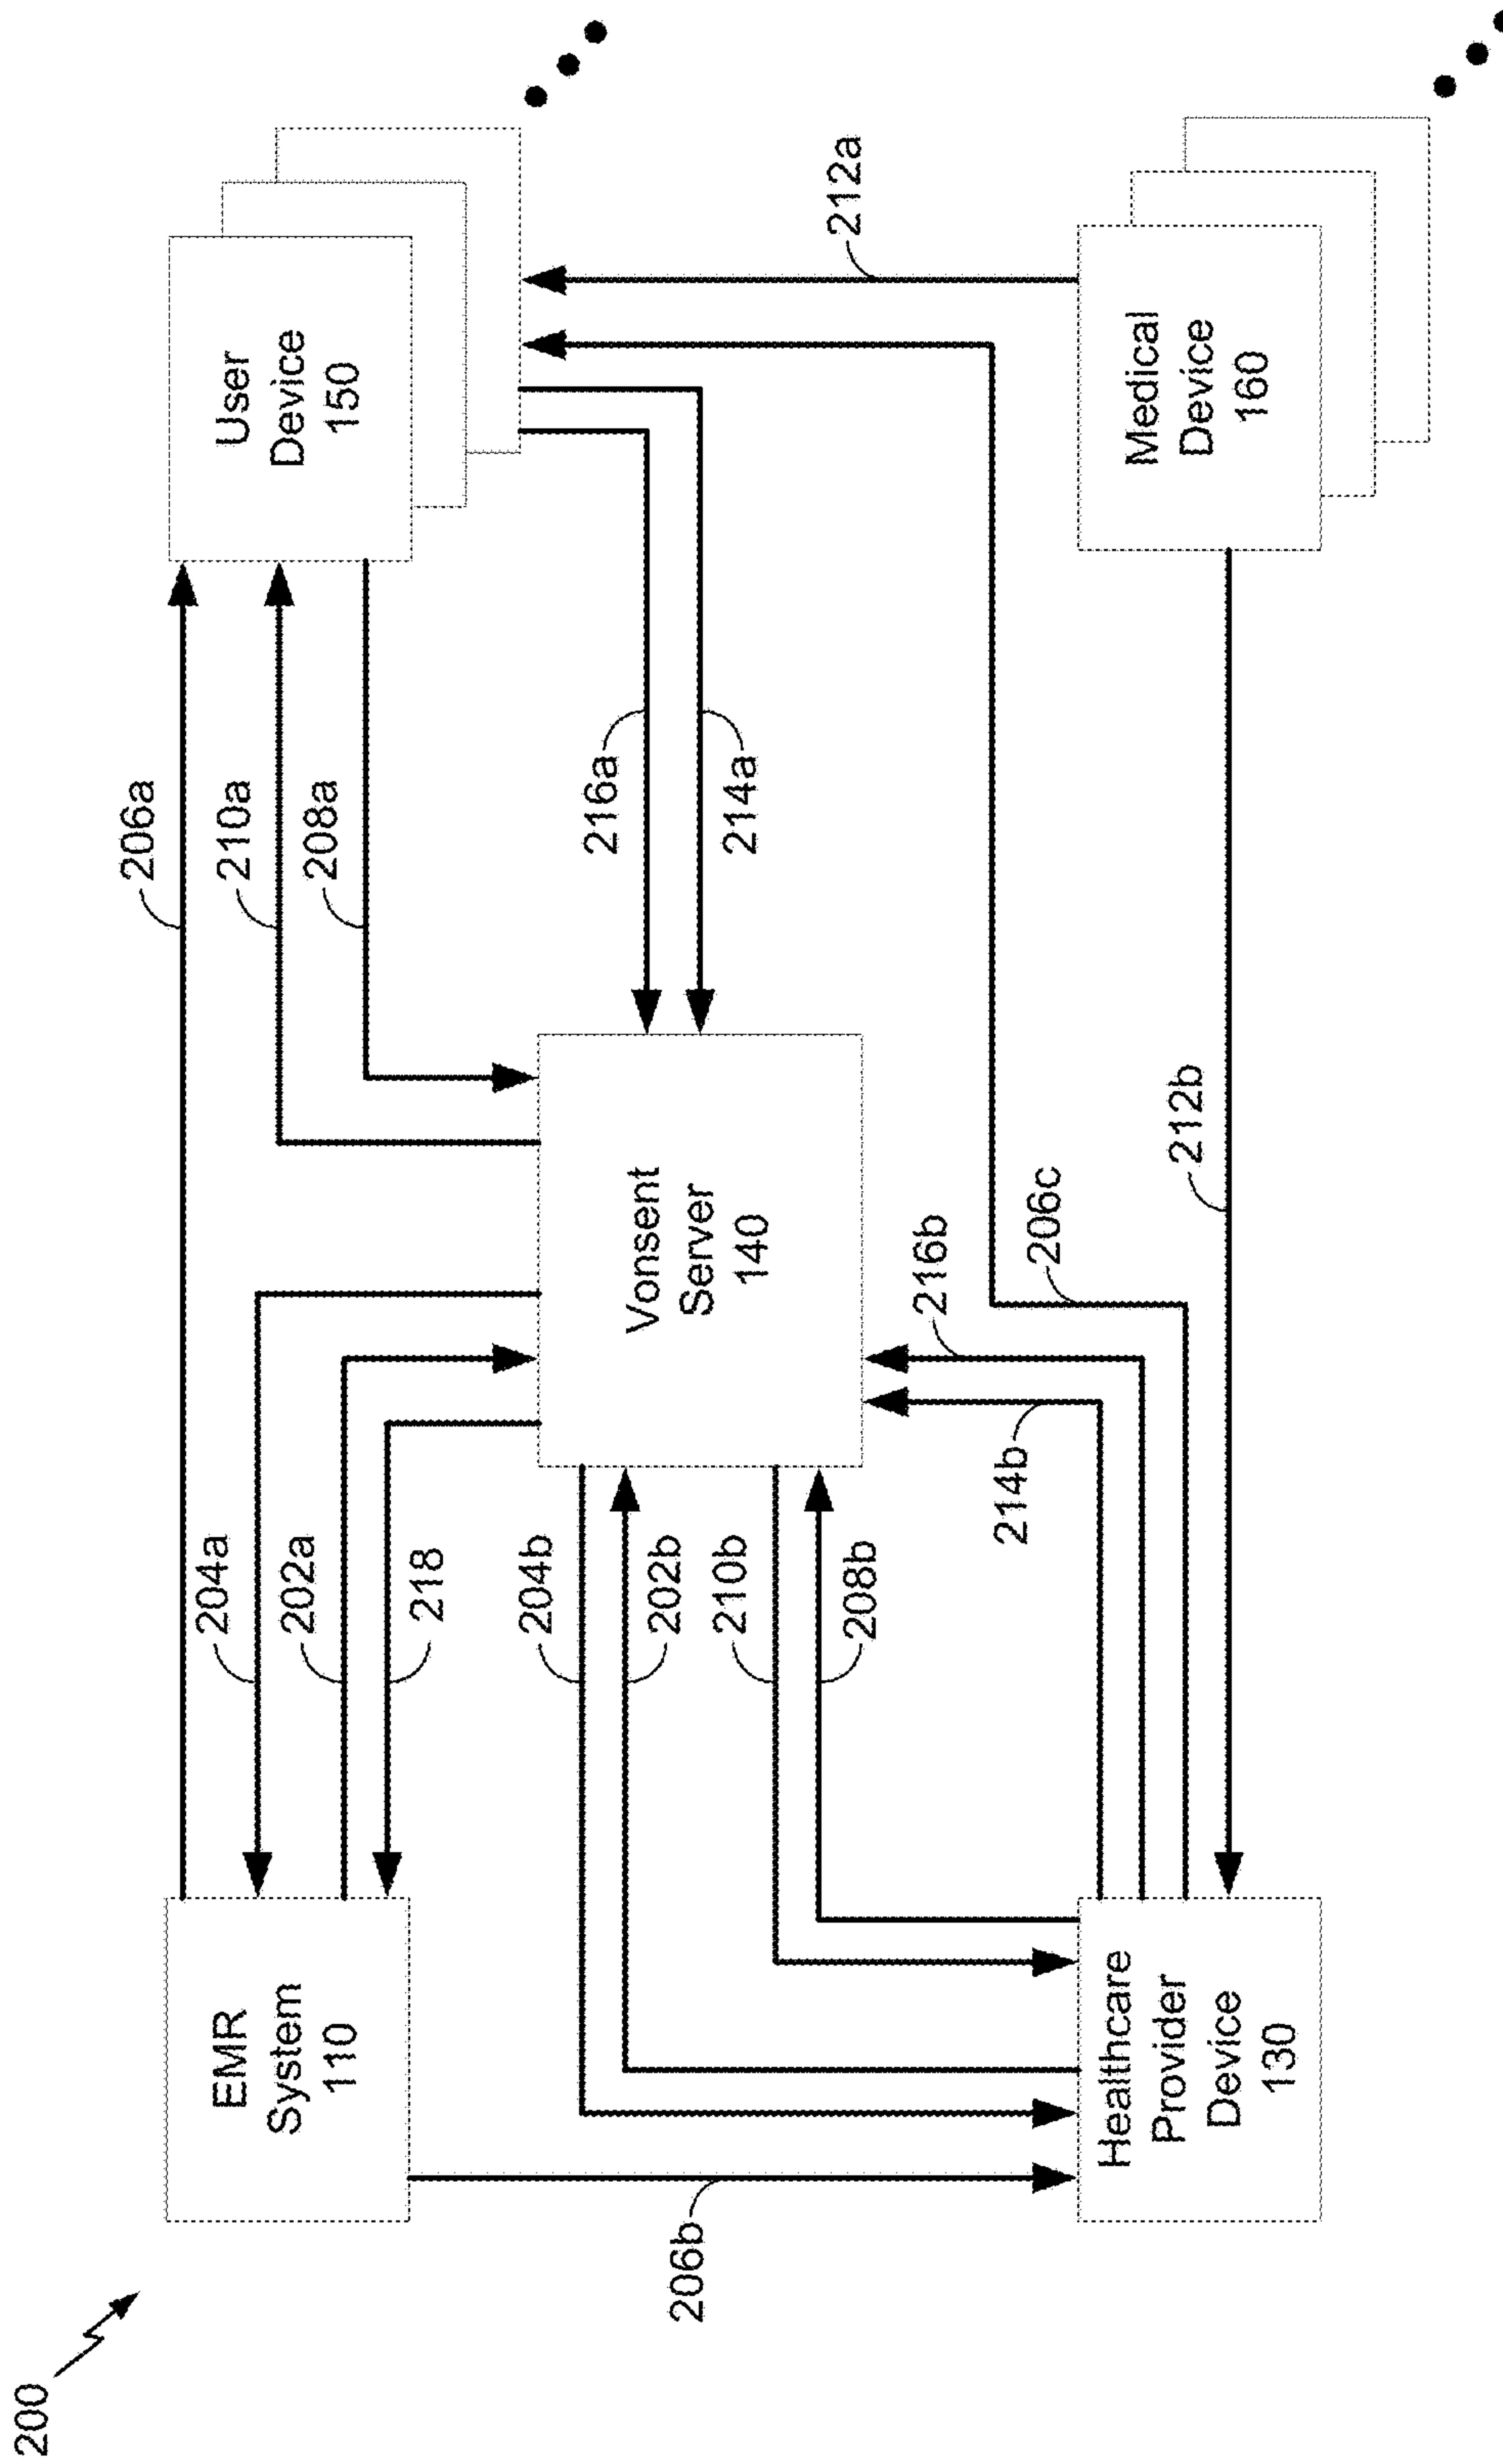 200
EMR
System
110
206a
204a
202a
218
210a
208a
User
Device
150
206b
204b
202b
210b
208b
Vonsent
Server
140
216a
214a
212a
214b
216b
206c
Healthcare
Provider
Device
130
212b
Medical
Device
160